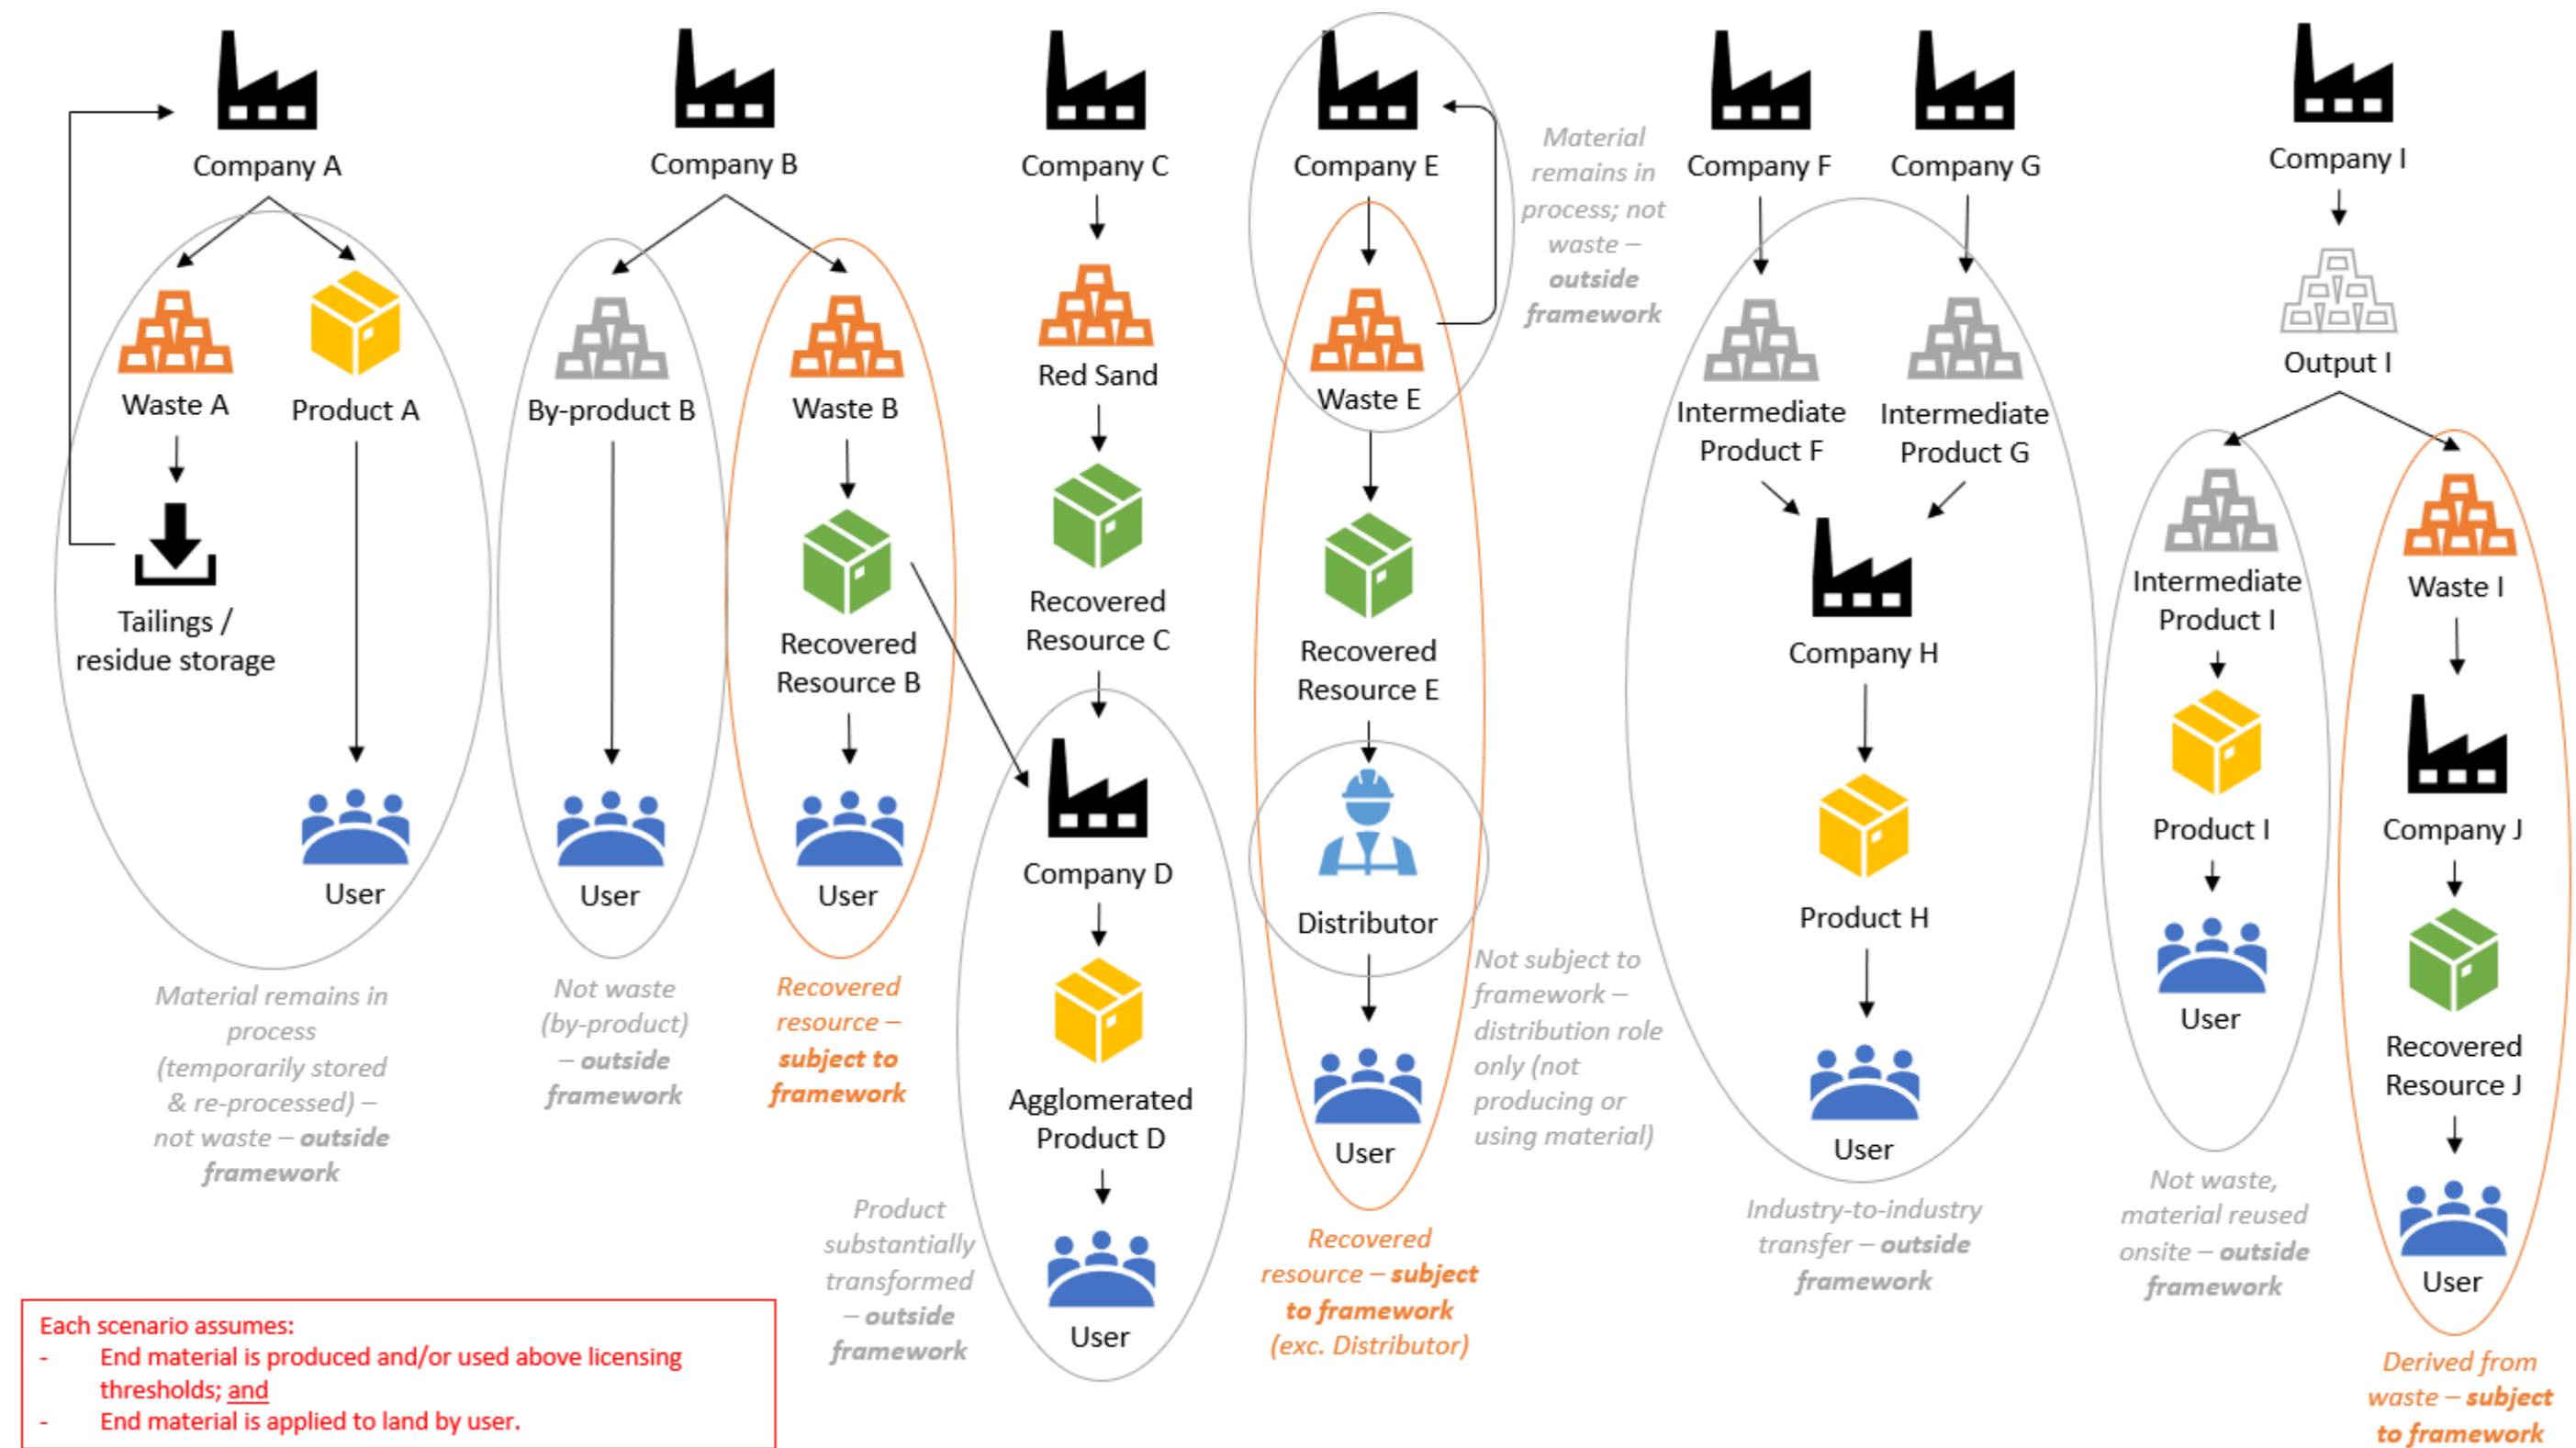 Company A
Waste A
Product A
Tailings /
residue storage
User
Material remains in
process
(temporarily stored
& re-processed) –
not waste – outside
framework
Company B
By-product B
User
Not waste
(by-product)
– outside
framework
Waste B
Recovered
Resource B
User
Recovered
resource –
subject to
framework
Company C
Red Sand
Recovered
Resource C
Company D
Agglomerated
Product D
User
Product
substantially
transformed
– outside
framework
Company E
Waste E
Material
remains in
process; not
waste –
outside
framework
Recovered
Resource E
Distributor
Not subject to
framework –
distribution role
only (not
producing or
using material)
User
Recovered
resource – subject
to framework
(exc. Distributor)
Company F
Company G
Intermediate
Product F
Intermediate
Product G
Company H
Product H
User
Industry-to-industry
transfer – outside
framework
Company I
Output I
Intermediate
Product I
Product I
User
Not waste,
material reused
onsite – outside
framework
Waste I
Company J
Recovered
Resource J
User
Derived from
waste – subject
to framework
Each scenario assumes:
- End material is produced and/or used above licensing
thresholds; and
- End material is applied to land by user.